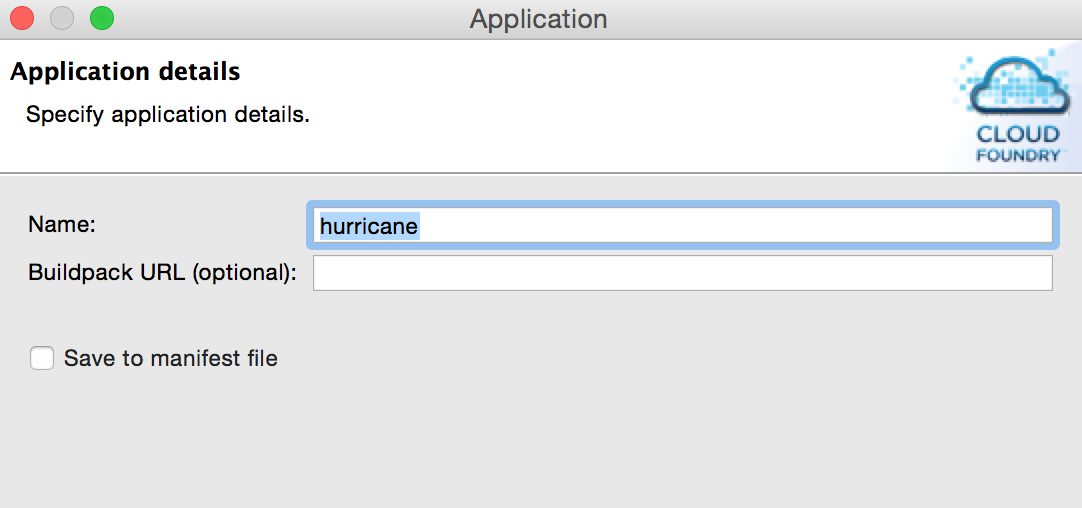 Application
Application details
Specify application details.
CLOUD
FOUNDRY
Name:
hurricane
Buildpack URL (optional):
Save to manifest file